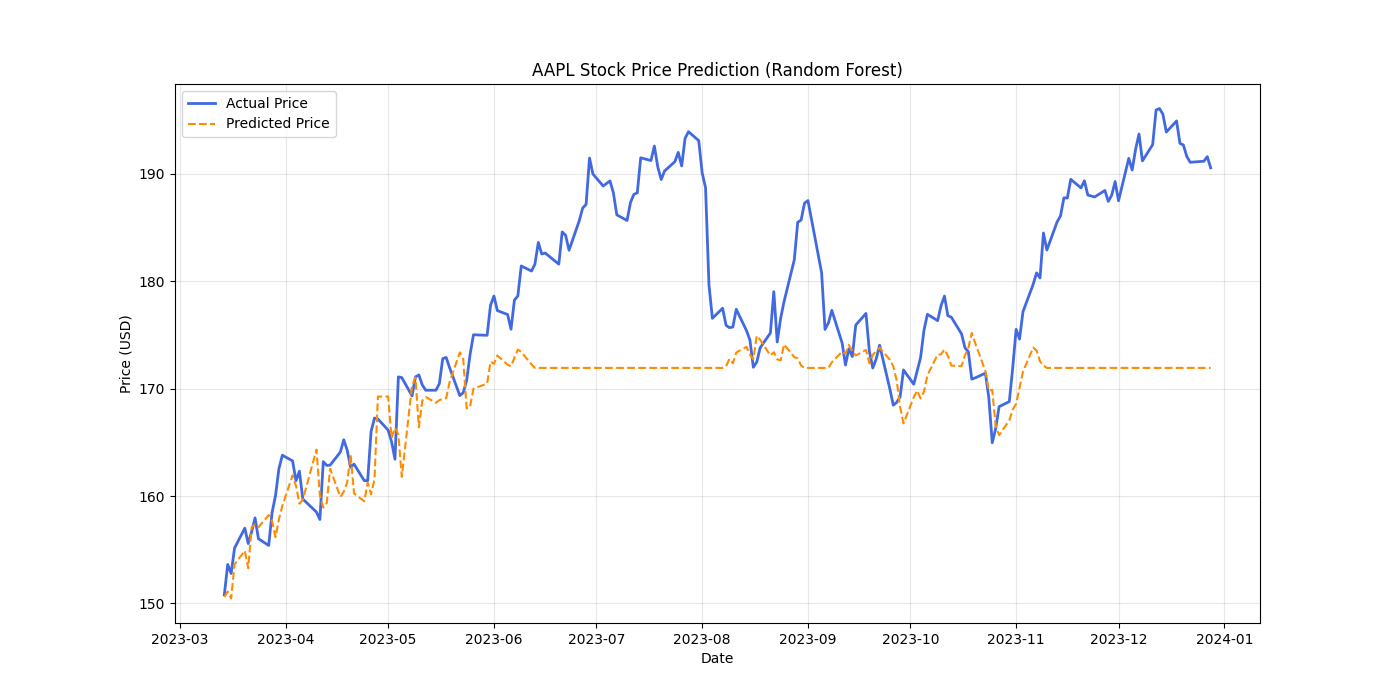 AAPL Stock Price Prediction (Random Forest)
Actual Price
Predicted Price
Price (USD)
190
180
170
160
150
2023-03 2023-04 2023-05 2023-06 2023-07 2023-08 2023-09 2023-10 2023-11 2023-12 2024-01
Date